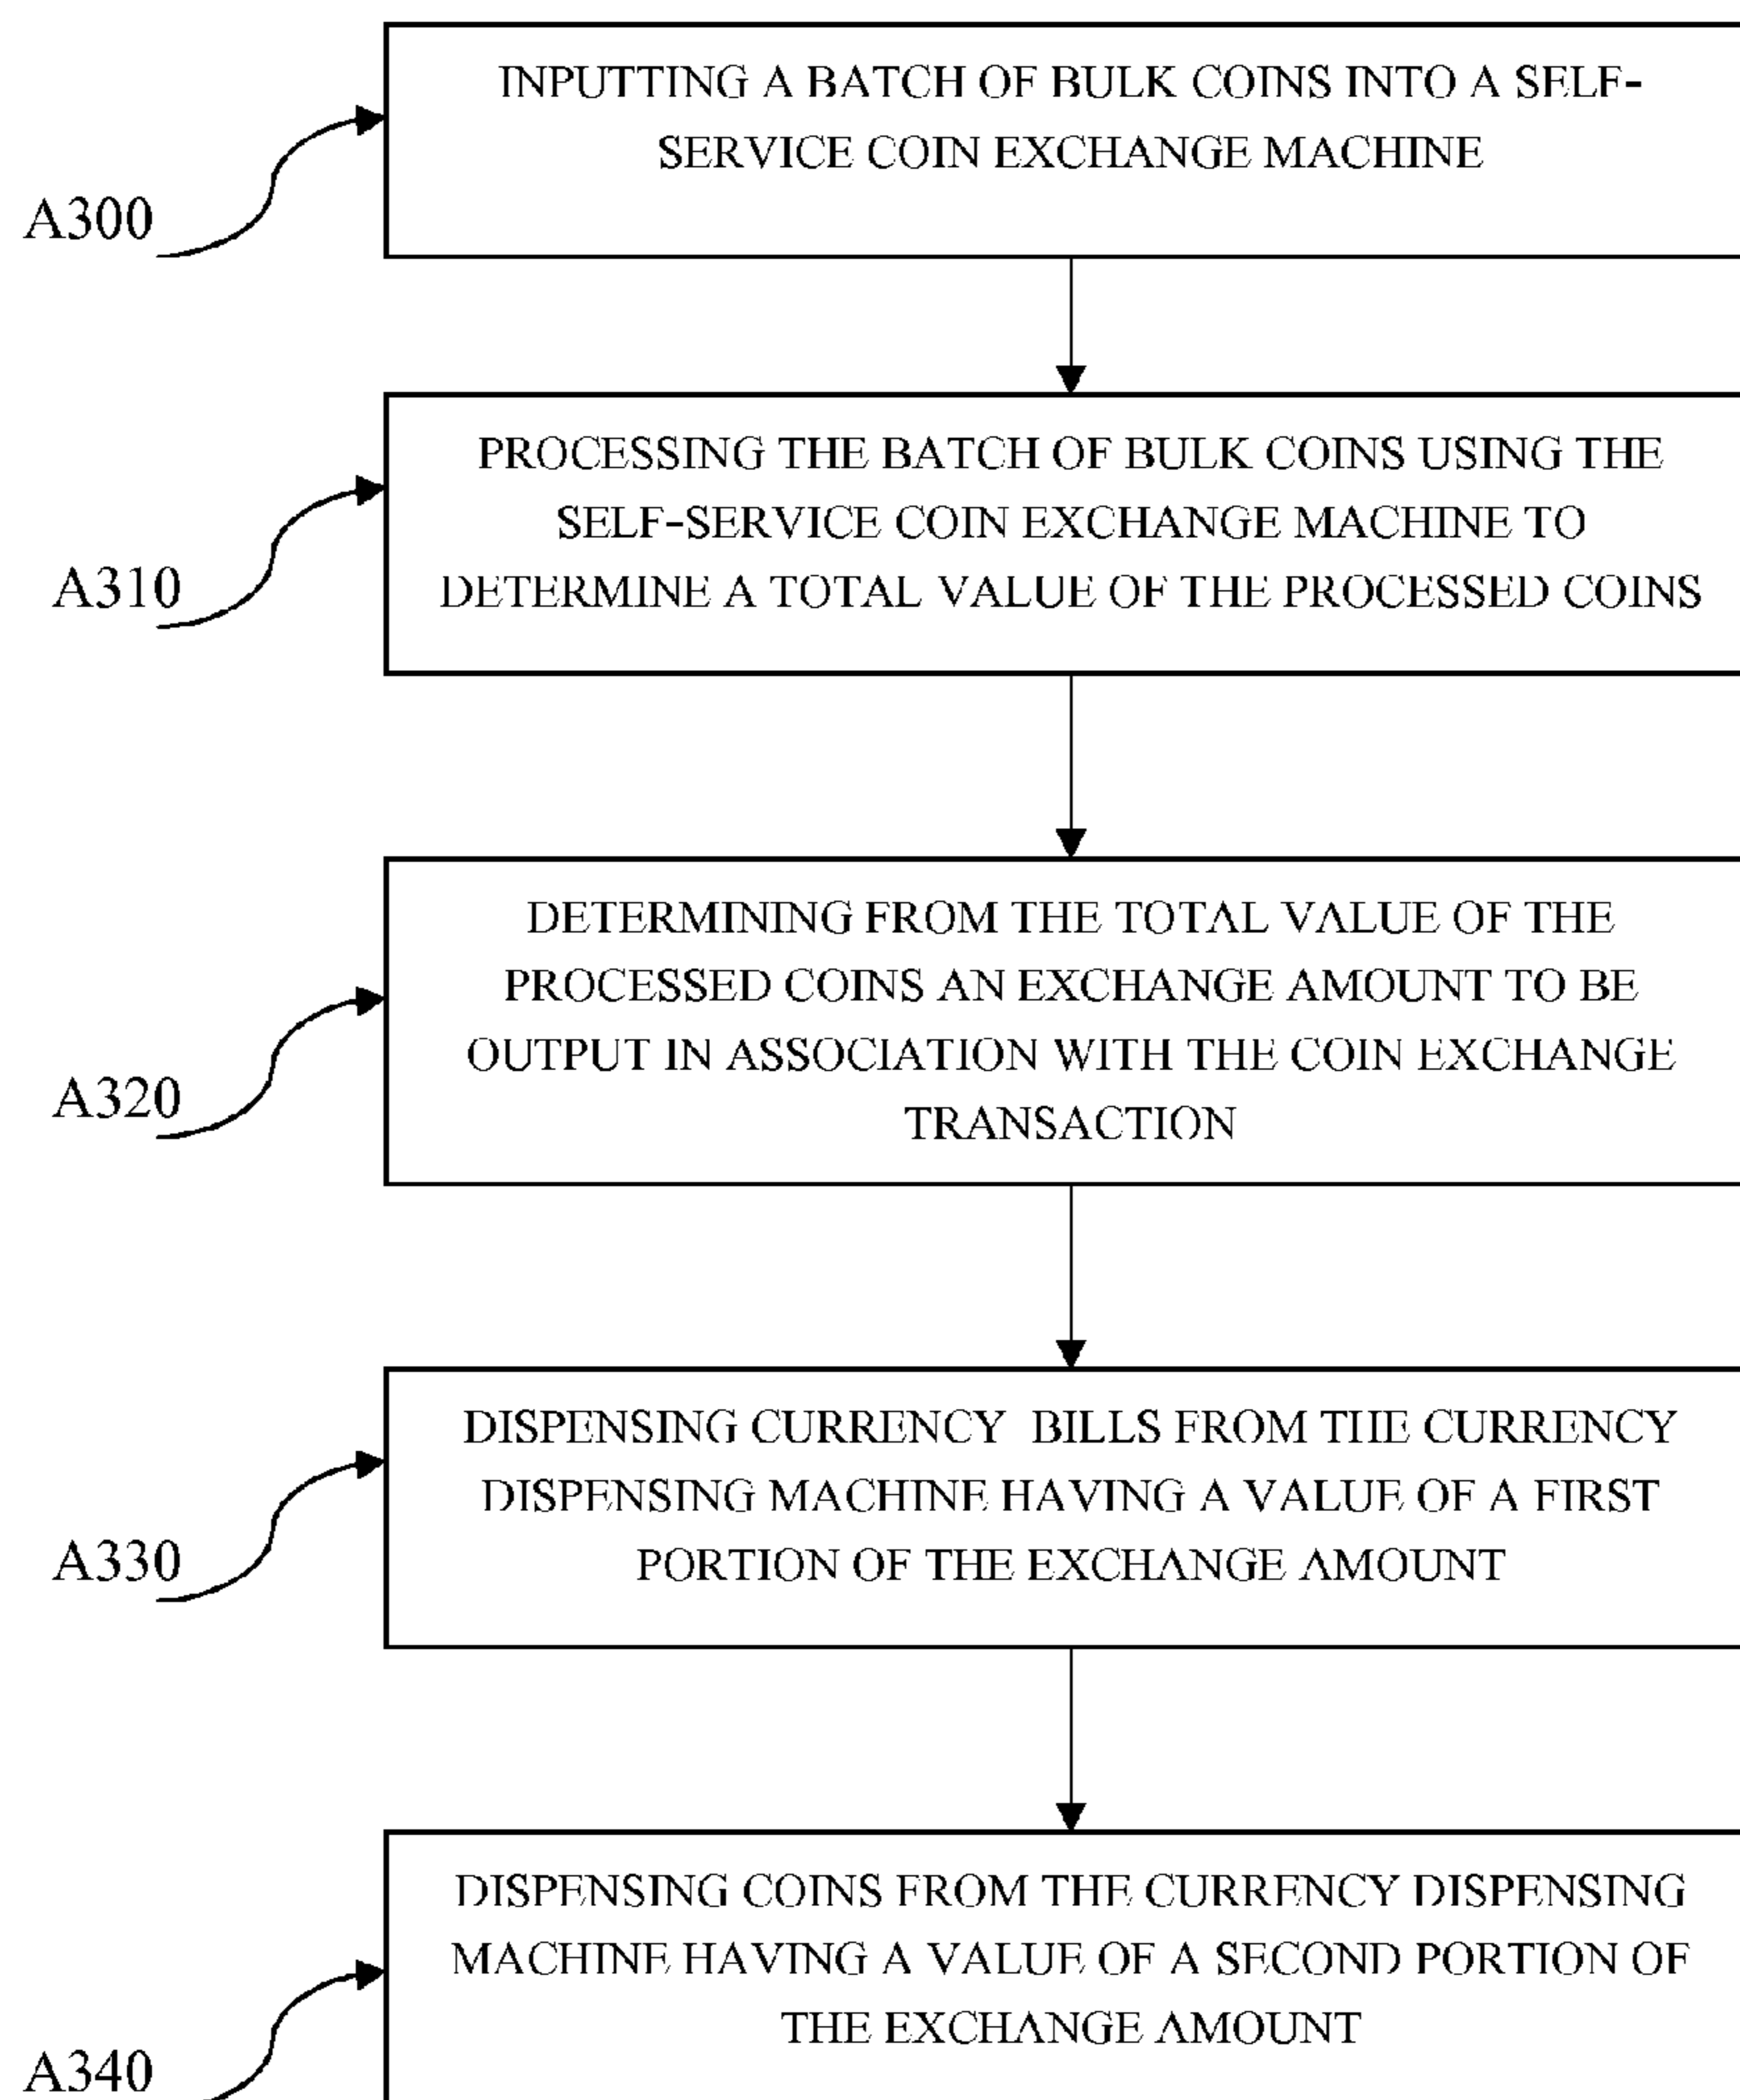 INPUTTING A BATCH OF BULK COINS INTO A SELF-
SERVICE COIN EXCHANGE MACHINE
A300
PROCESSING THE BATCH OF BULK COINS USING THE
SELF-SERVICE COIN EXCHANGE MACHINE TO
DETERMINE A TOTAL VALUE OF THE PROCESSED COINS
A310
DETERMINING FROM THE TOTAL VALUE OF THE
PROCESSED COINS AN EXCHANGE AMOUNT TO BE
OUTPUT IN ASSOCIATION WITH THE COIN EXCHANGE
TRANSACTION
A320
DISPENSING CURRENCY BILLS FROM THE CURRENCY
DISPENSING MACHINE HAVING A VALUE OF A FIRST
PORTION OF THE EXCHANGE AMOUNT
A330
DISPENSING COINS FROM THE CURRENCY DISPENSING
MACHINE HAVING A VALUE OF A SECOND PORTION OF
THE EXCHANGE AMOUNT
A340